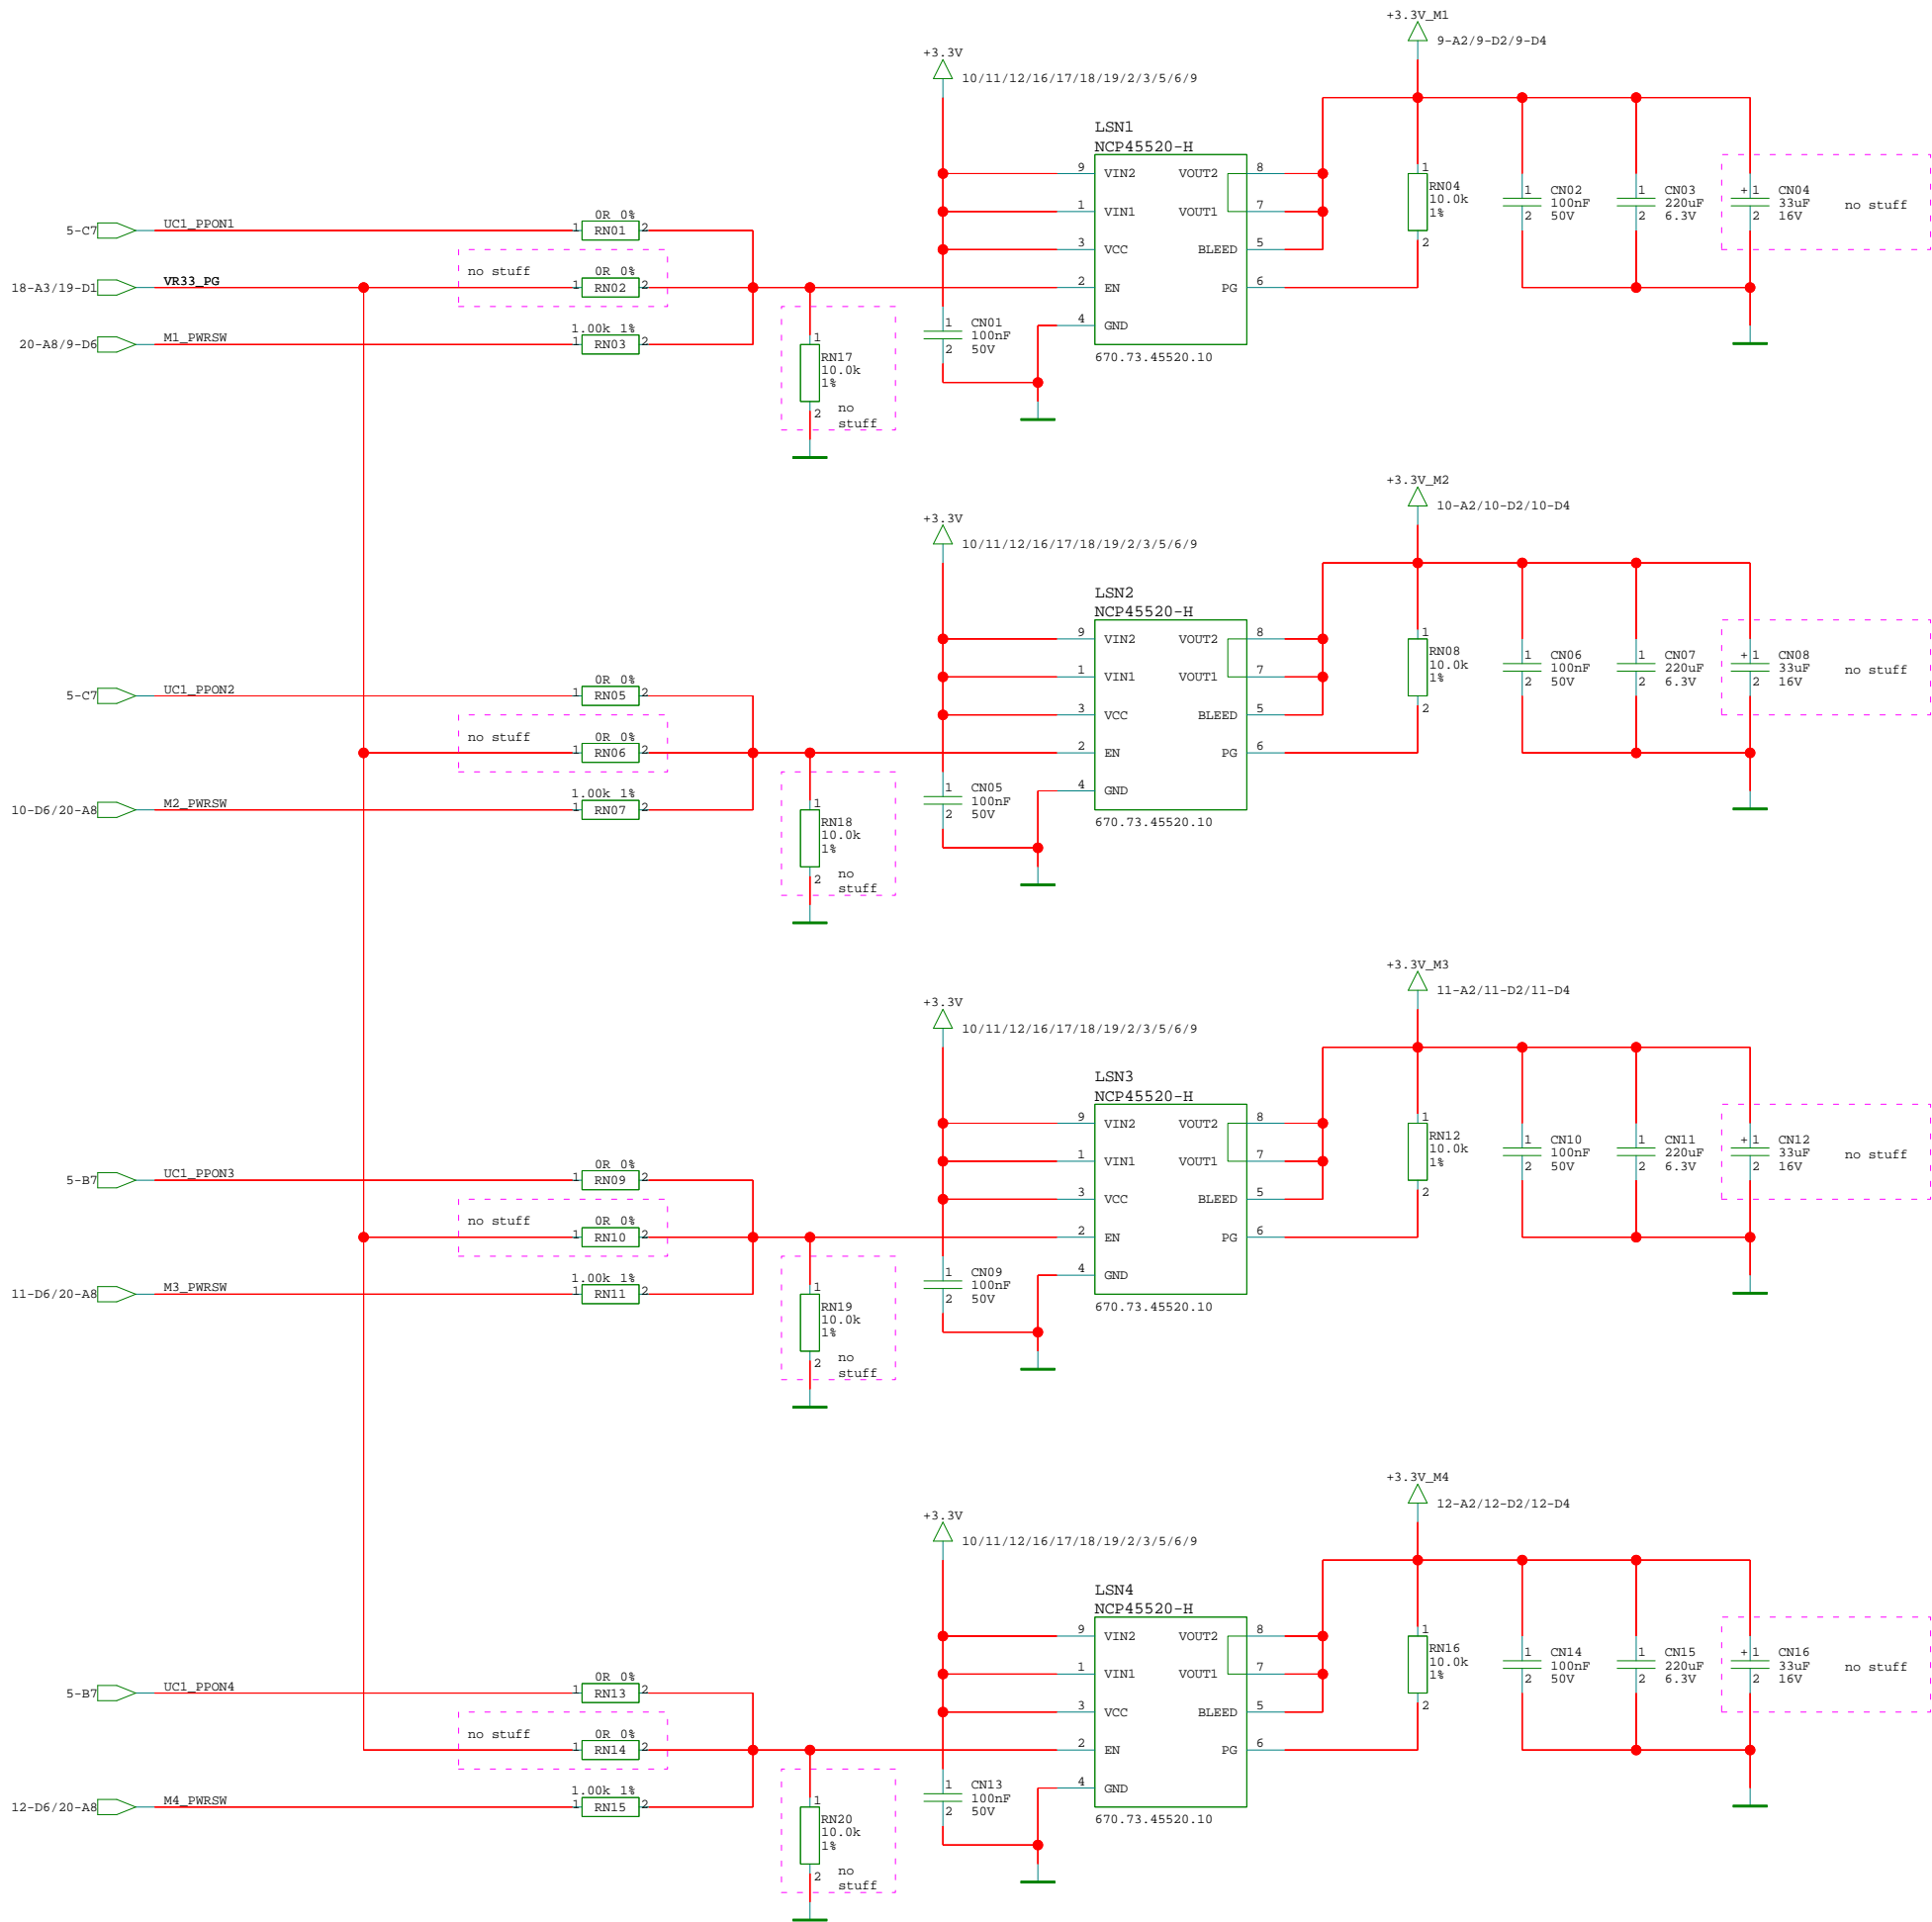 +3.3V_M1
9-A2/9-D2/9-D4
+3.3V
10/11/12/16/17/18/19/2/3/5/6/9
LSN1
NCP45520-H
9 VIN2 VOUT2 8
1 VIN1 VOUT1 7
3 VCC BLEED 5
2 EN PG 6
4 GND
670.73.45520.10
1 RN04 2
10.0k
1%
1 CN02
100nF
2 50V
1 CN03
220uF
2 6.3V
+ 1 CN04
33uF
2 16V
no stuff
5-C7 UC1_PPON1
0R 0%
1 RN01 2
18-A3/19-D1 VR33_PG
no stuff
0R 0%
1 RN02 2
20-A8/9-D6 M1_PWRSW
1.00k 1%
1 RN03 2
1
RN17
10.0k
1%
2 no
stuff
1 CN01
100nF
2 50V
+3.3V_M2
10-A2/10-D2/10-D4
+3.3V
10/11/12/16/17/18/19/2/3/5/6/9
LSN2
NCP45520-H
9 VIN2 VOUT2 8
1 VIN1 VOUT1 7
3 VCC BLEED 5
2 EN PG 6
4 GND
670.73.45520.10
1 RN08 2
10.0k
1%
1 CN06
100nF
2 50V
1 CN07
220uF
2 6.3V
+ 1 CN08
33uF
2 16V
no stuff
5-C7 UC1_PPON2
0R 0%
1 RN05 2
no stuff
0R 0%
1 RN06 2
10-D6/20-A8 M2_PWRSW
1.00k 1%
1 RN07 2
1
RN18
10.0k
1%
2 no
stuff
1 CN05
100nF
2 50V
+3.3V_M3
11-A2/11-D2/11-D4
+3.3V
10/11/12/16/17/18/19/2/3/5/6/9
LSN3
NCP45520-H
9 VIN2 VOUT2 8
1 VIN1 VOUT1 7
3 VCC BLEED 5
2 EN PG 6
4 GND
670.73.45520.10
1 RN12 2
10.0k
1%
1 CN10
100nF
2 50V
1 CN11
220uF
2 6.3V
+ 1 CN12
33uF
2 16V
no stuff
5-B7 UC1_PPON3
0R 0%
1 RN09 2
no stuff
0R 0%
1 RN10 2
11-D6/20-A8 M3_PWRSW
1.00k 1%
1 RN11 2
1
RN19
10.0k
1%
2 no
stuff
1 CN09
100nF
2 50V
+3.3V_M4
12-A2/12-D2/12-D4
+3.3V
10/11/12/16/17/18/19/2/3/5/6/9
LSN4
NCP45520-H
9 VIN2 VOUT2 8
1 VIN1 VOUT1 7
3 VCC BLEED 5
2 EN PG 6
4 GND
670.73.45520.10
1 RN16 2
10.0k
1%
1 CN14
100nF
2 50V
1 CN15
220uF
2 6.3V
+ 1 CN16
33uF
2 16V
no stuff
5-B7 UC1_PPON4
0R 0%
1 RN13 2
no stuff
0R 0%
1 RN14 2
12-D6/20-A8 M4_PWRSW
1.00k 1%
1 RN15 2
1
RN20
10.0k
1%
2 no
stuff
1 CN13
100nF
2 50V